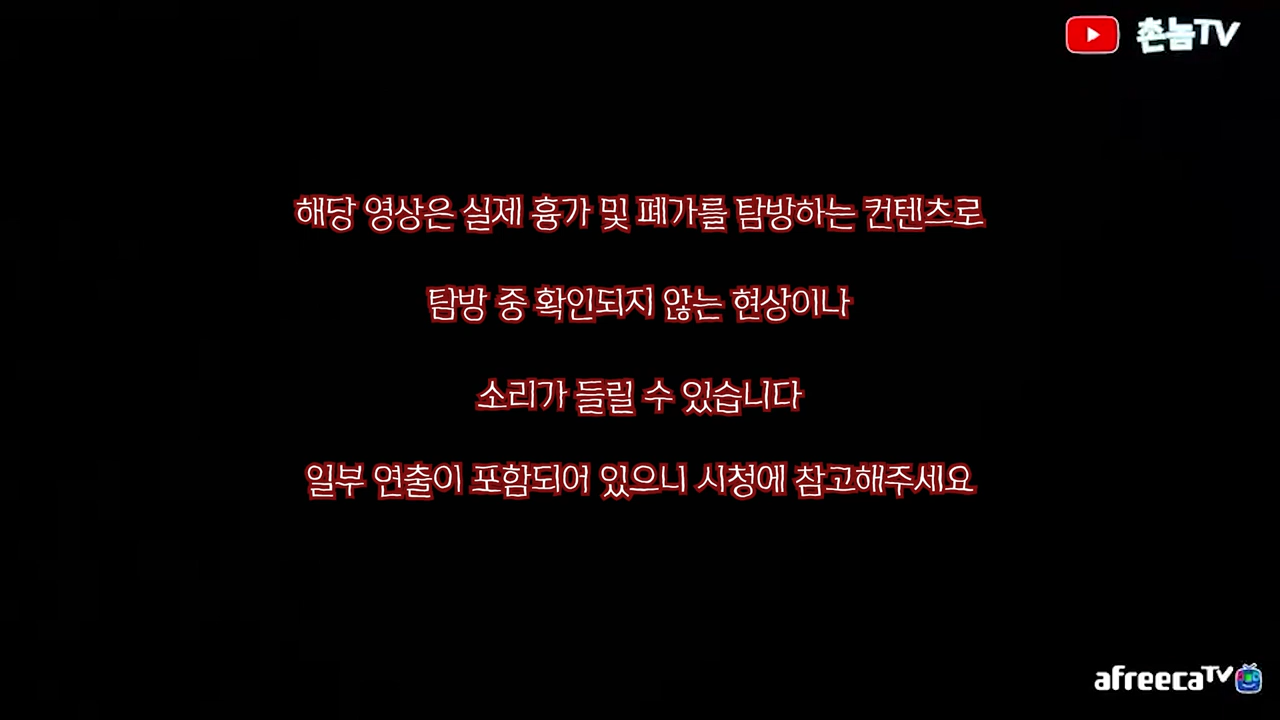 촌놈TV
해당 영상은 실제 흉가 및 폐가를 탐방하는 컨텐츠로
탐방 중 확인되지 않는 현상이나
소리가 들릴 수 있습니다
일부 연출이 포함되어 있으니 시청에 참고해주세요
afreecaTV